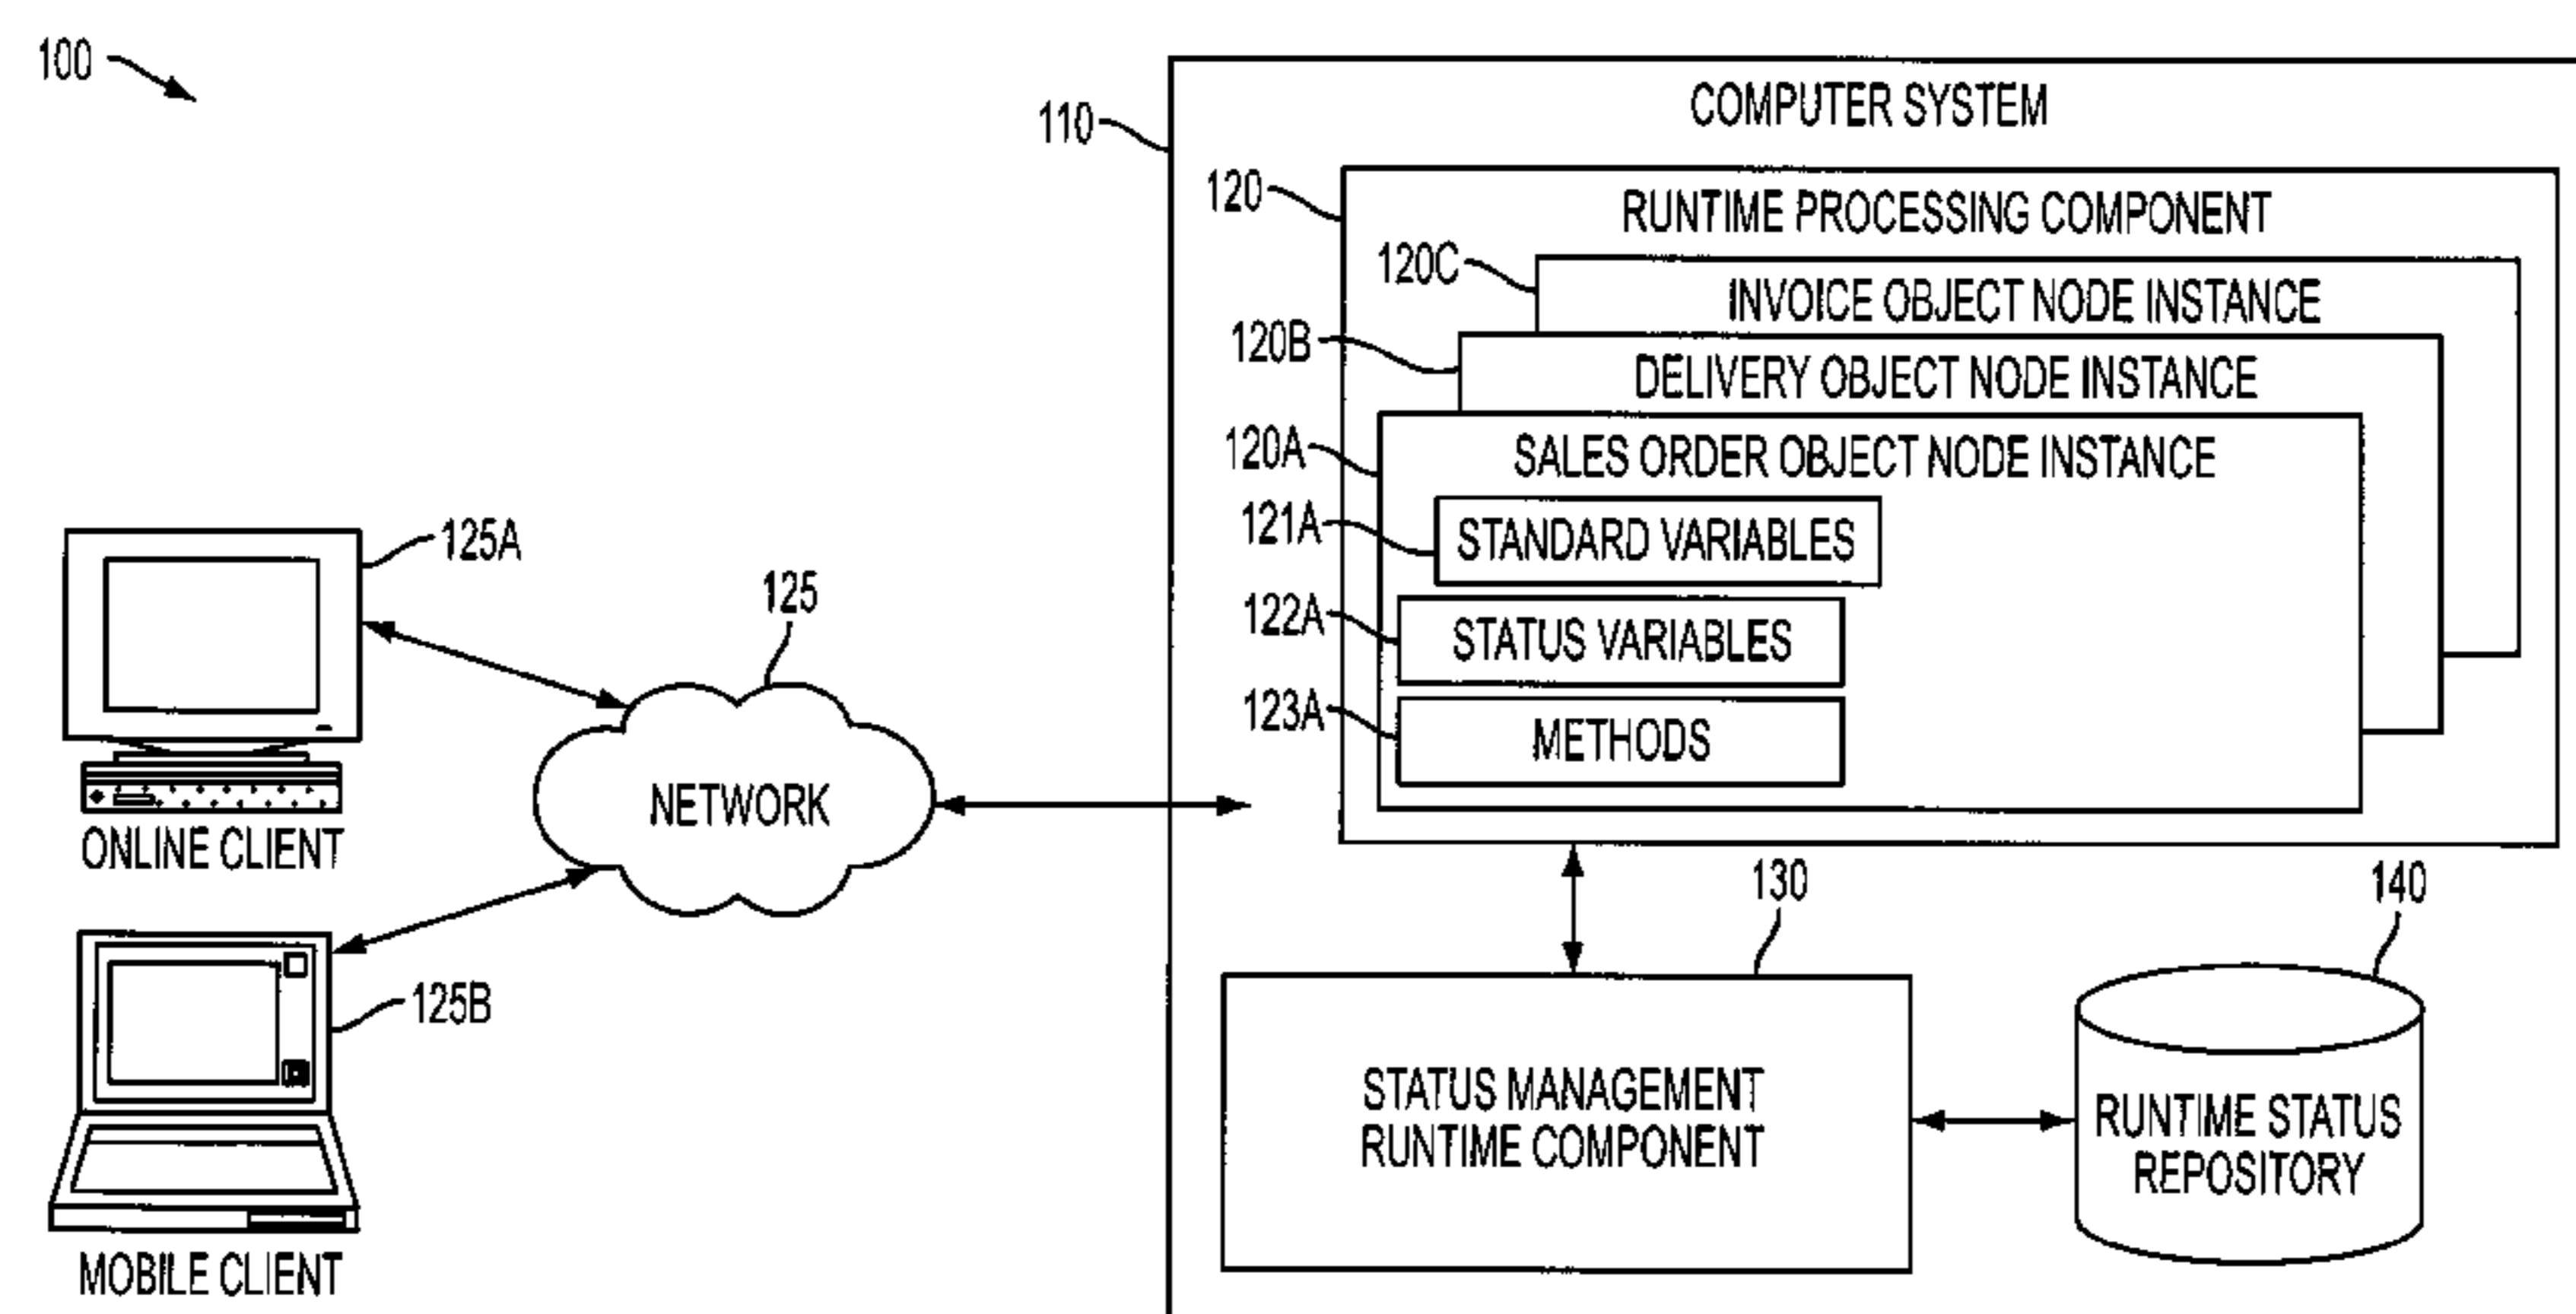 100
COMPUTER SYSTEM
110
120
RUNTIME PROCESSING COMPONENT
120C
INVOICE OBJECT NODE INSTANCE
120B
DELIVERY OBJECT NODE INSTANCE
120A
SALES ORDER OBJECT NODE INSTANCE
121A
STANDARD VARIABLES
122A
STATUS VARIABLES
123A
METHODS
125A
125
NETWORK
ONLINE CLIENT
125B
MOBILE CLIENT
130
140
STATUS MANAGEMENT
RUNTIME COMPONENT
RUNTIME STATUS
REPOSITORY